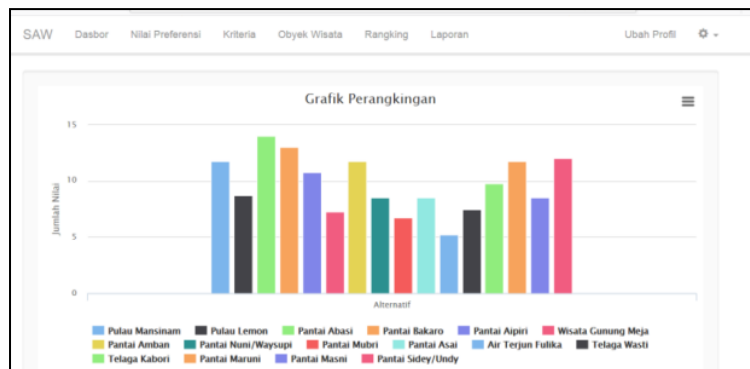 SAW Dasbor Nilai Preferensi Kriteria Obyek Wisata Rangking Laporan Ubah Profil
Grafik Perangkingan
15
10
5
0
Jumlah Nilai
Alternatif
Pulau Mansinam Pulau Lemon Pantai Abasi Pantai Bakaro Pantai Aipiri Wisata Gunung Meja
Pantai Amban Pantai Nuni/Waysupi Pantai Mubri Pantai Asai Air Terjun Fulika Telaga Wasti
Telaga Kabori Pantai Maruni Pantai Masni Pantai Sidey/Undy